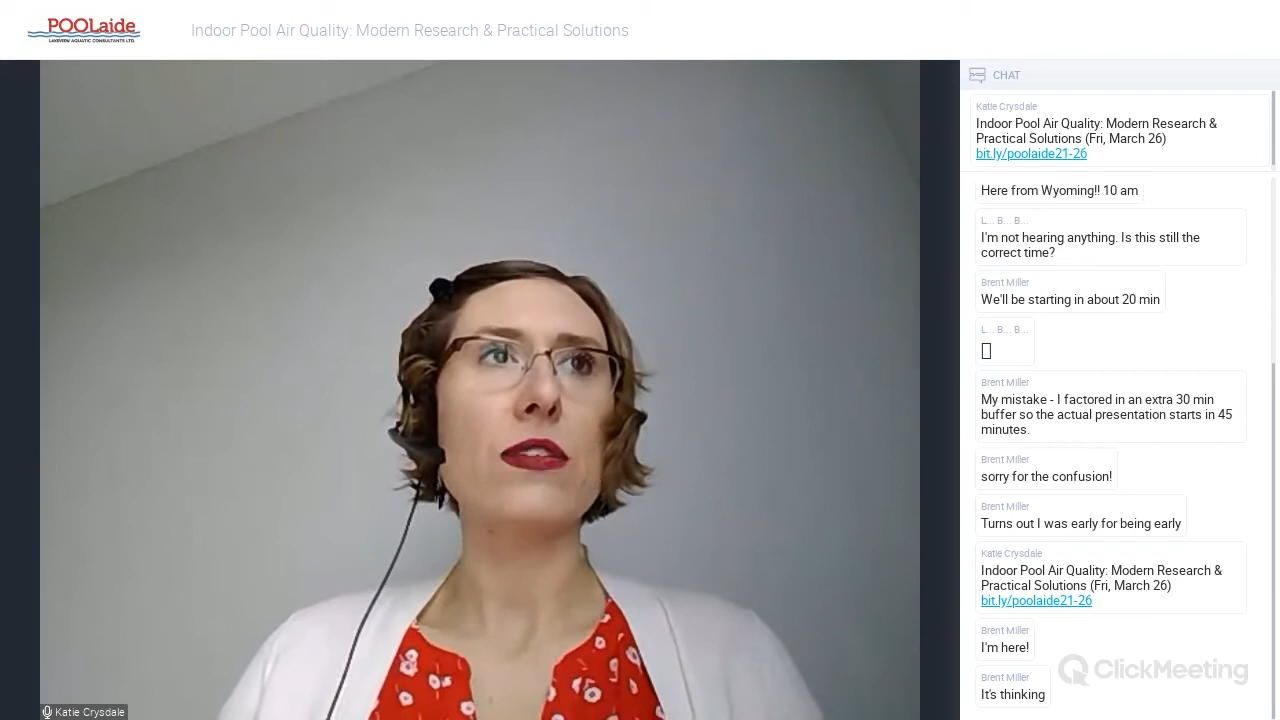 POOLaide
LAKEVIEW AQUATIC CONSULTANTS LTD.
Indoor Pool Air Quality: Modern Research & Practical Solutions
CHAT
Katie Crysdale
Indoor Pool Air Quality: Modern Research &
Practical Solutions (Fri, March 26)
bit.ly/poolaide21-26
Here from Wyoming!! 10 am
L... B... B...
I'm not hearing anything. Is this still the
correct time?
Brent Miller
We'll be starting in about 20 min
L... B... B...
Brent Miller
My mistake - I factored in an extra 30 min
buffer so the actual presentation starts in 45
minutes.
Brent Miller
sorry for the confusion!
Brent Miller
Turns out I was early for being early
Katie Crysdale
Indoor Pool Air Quality: Modern Research &
Practical Solutions (Fri, March 26)
bit.ly/poolaide21-26
Brent Miller
I'm here!
Brent Miller
It's thinking
ClickMeeting
Katie Crysdale